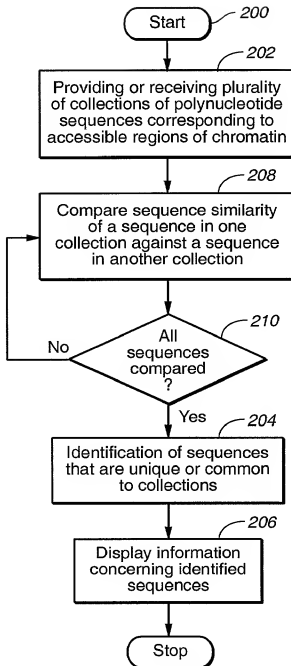 Start
200
202
Providing or receiving plurality
of collections of polynucleotide
sequences corresponding to
accessible regions of chromatin
208
Compare sequence similarity
of a sequence in one
collection against a sequence
in another collection
210
All
sequences
compared
?
No
Yes
204
Identification of sequences
that are unique or common
to collections
206
Display information
concerning identified
sequences
Stop